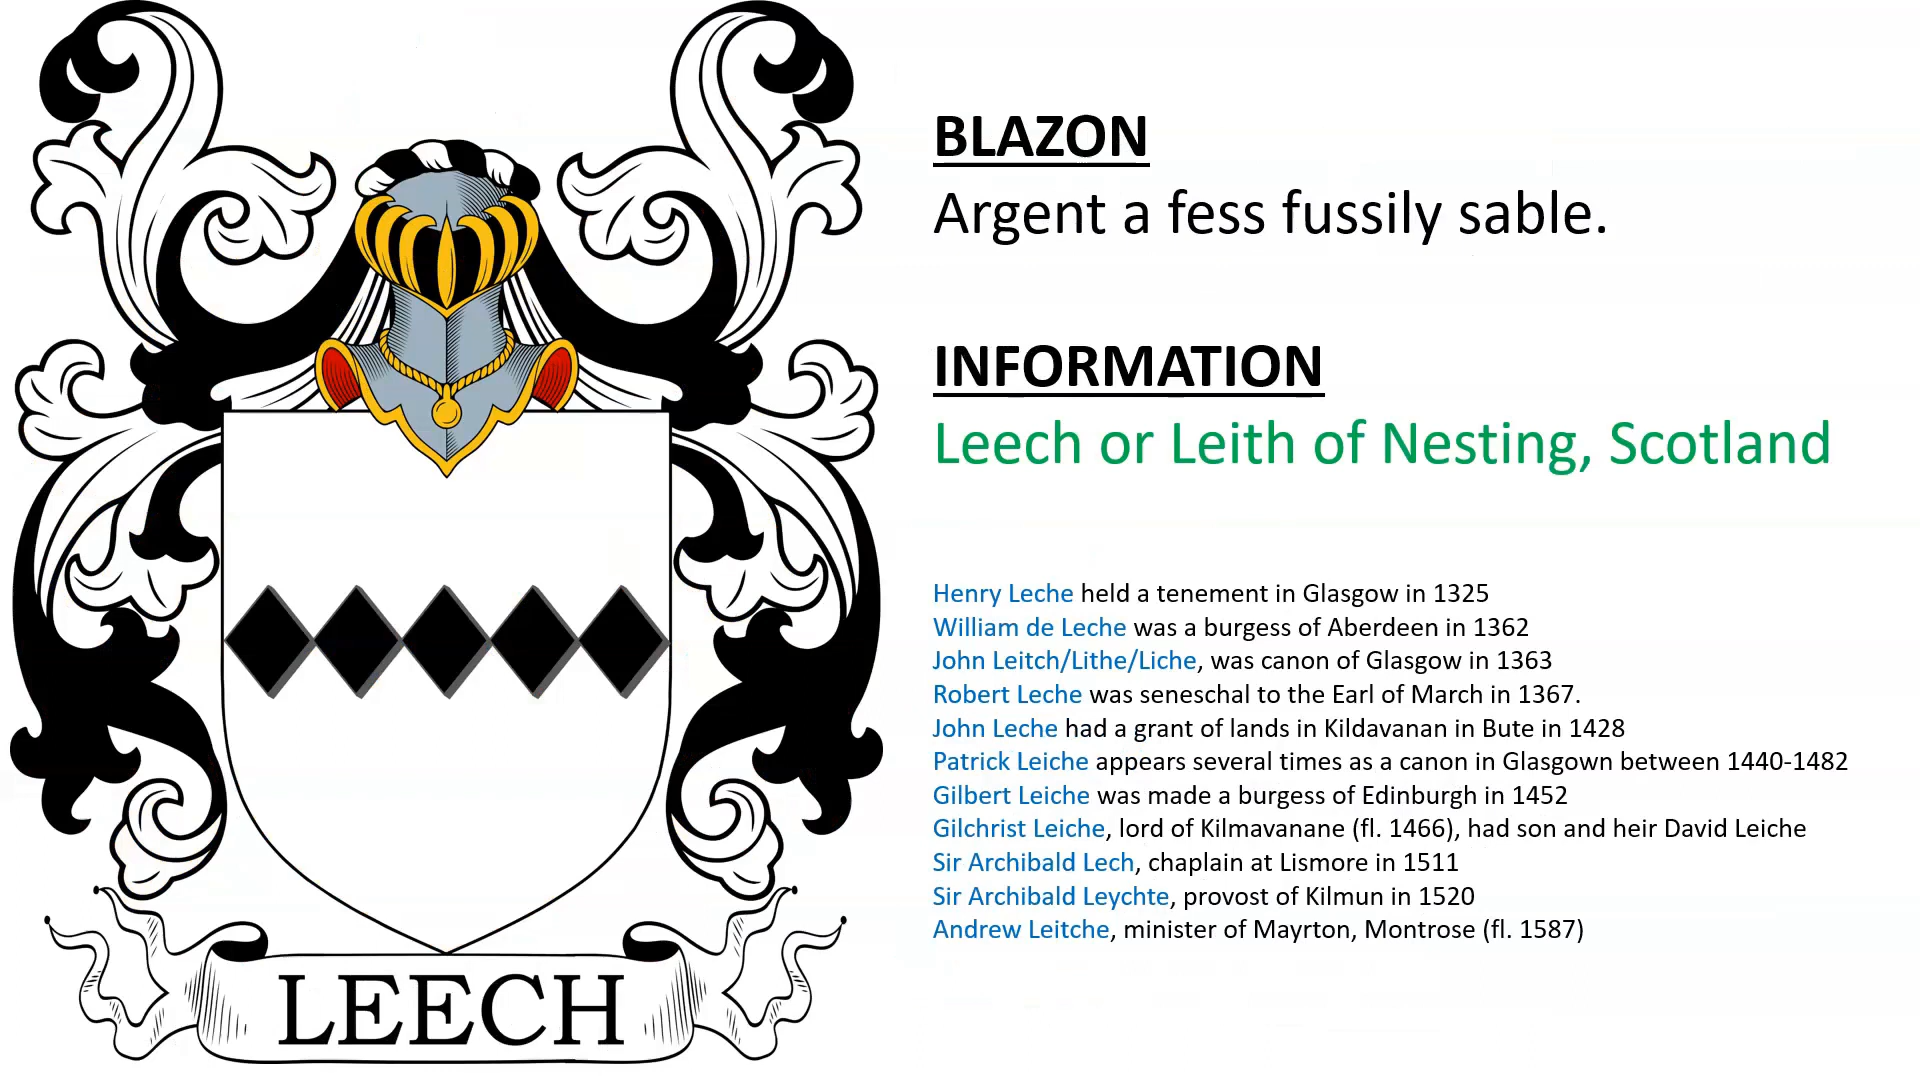 BLAZON
Argent a fess fussily sable.
INFORMATION
Leech or Leith of Nesting, Scotland
Henry Leche held a tenement in Glasgow in 1325
William de Leche was a burgess of Aberdeen in 1362
John Leitch/Lithe/Liche, was canon of Glasgow in 1363
Robert Leche was seneschal to the Earl of March in 1367.
John Leche had a grant of lands in Kildavanan in Bute in 1428
Patrick Leiche appears several times as a canon in Glasgown between 1440-1482
Gilbert Leiche was made a burgess of Edinburgh in 1452
Gilchrist Leiche, lord of Kilmavanane (fl. 1466), had son and heir David Leiche
Sir Archibald Lech, chaplain at Lismore in 1511
Sir Archibald Leychte, provost of Kilmun in 1520
Andrew Leitche, minister of Mayrton, Montrose (fl. 1587)
LEECH